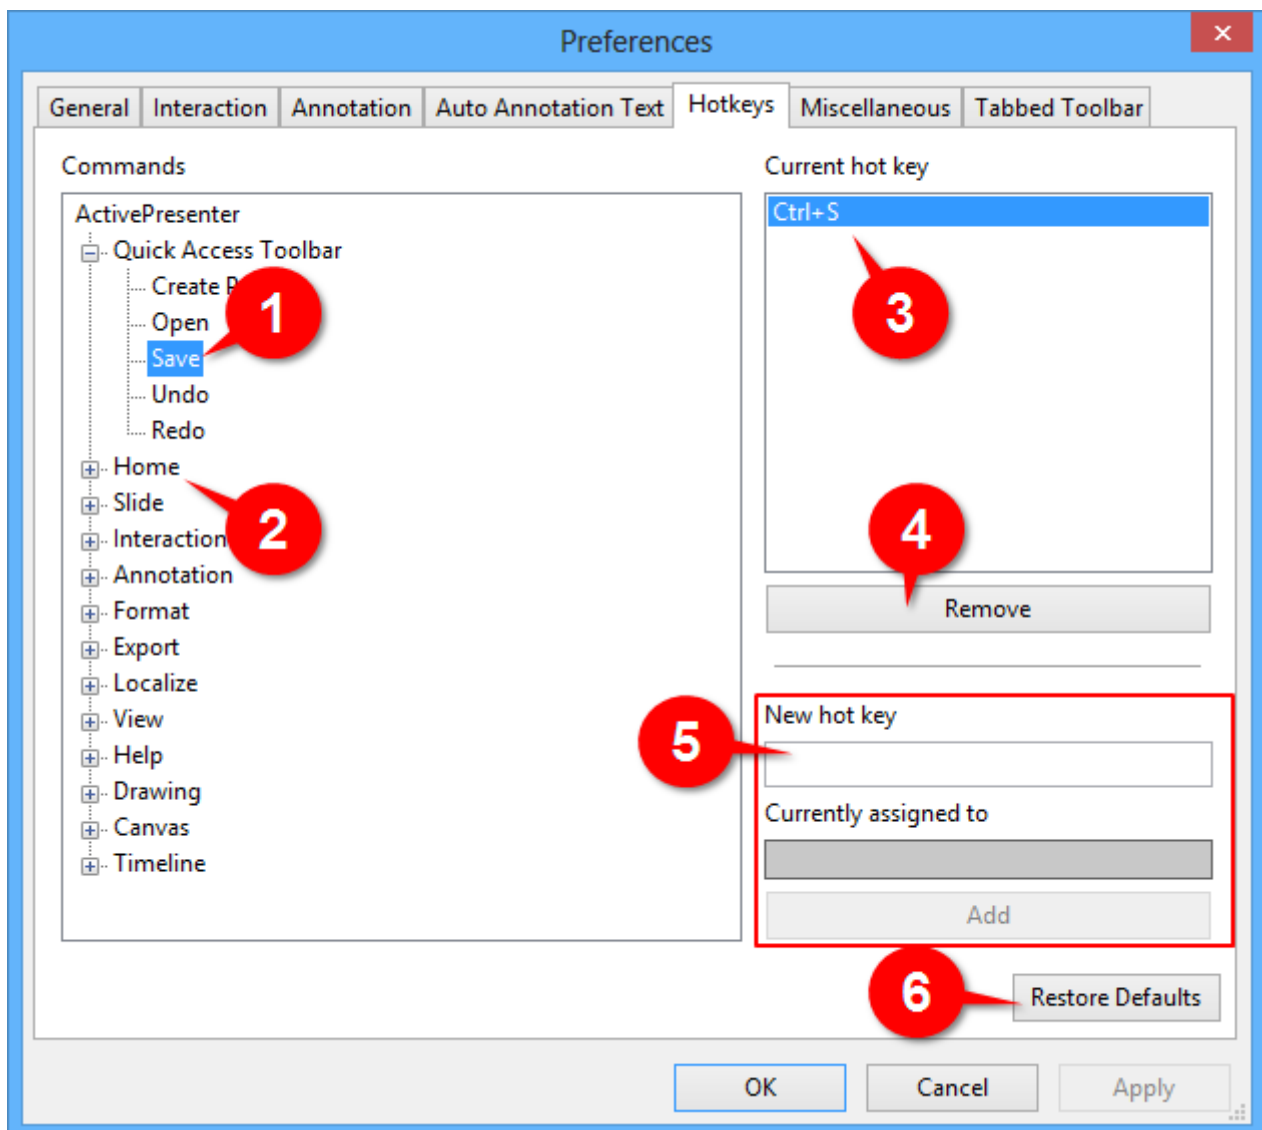 Preferences
General Interaction Annotation Auto Annotation Text Hotkeys Miscellaneous Tabbed Toolbar
Commands
ActivePresenter
Quick Access Toolbar
Create
Open
Save
Undo
Redo
Home
Slide
Interaction
Annotation
Format
Export
Localize
View
Help
Drawing
Canvas
Timeline
1
2
Current hot key
Ctrl+S
3
4
Remove
5
New hot key
Currently assigned to
Add
6
Restore Defaults
OK Cancel Apply